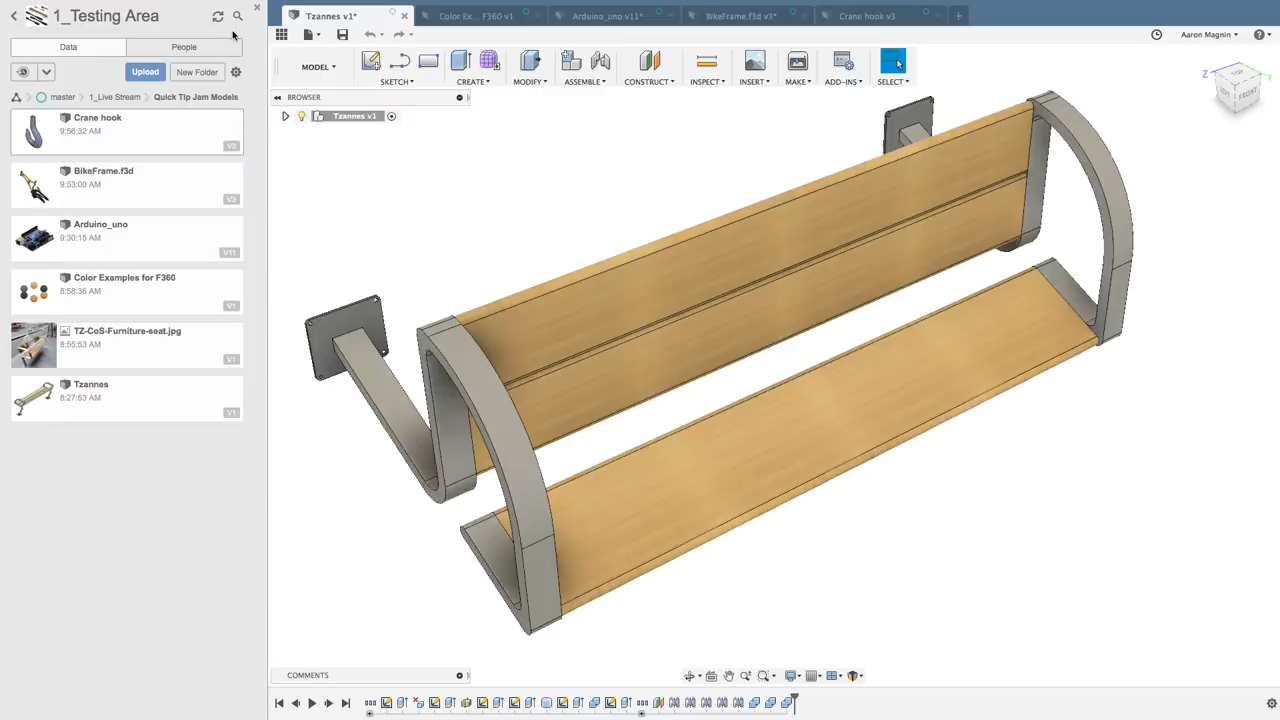 1_Testing Area
Data
People
Upload
New Folder
master
1_Live Stream
Quick Tip Jam Models
Crane hook
9:56:32 AM
V3
BikeFrame.f3d
9:53:00 AM
V3
Arduino_uno
9:30:15 AM
V11
Color Examples for F360
8:58:36 AM
V1
TZ-CoS-Furniture-seat.jpg
8:55:53 AM
V1
Tzannes
8:27:53 AM
V1
Tzannes v1*
Color Ex... F360 v1
Arduino_uno v11*
BikeFrame.f3d v3*
Crane hook v3
Aaron Magnin
MODEL
SKETCH
CREATE
MODIFY
ASSEMBLE
CONSTRUCT
INSPECT
INSERT
MAKE
ADD-INS
SELECT
BROWSER
Tzannes v1
Z
Y
TOP
LEFT
FRONT
COMMENTS